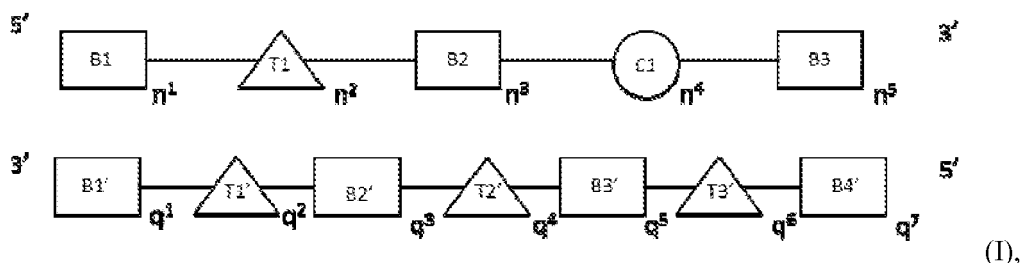 5′ B1 T1 B2 C1 B3 3′
n¹ n² n³ n⁴ n⁵
3′ B1′ T1′ B2′ T2′ B3′ T3′ B4′ 5′
q¹ q² q³ q⁴ q⁵ q⁶ q⁷
(I),